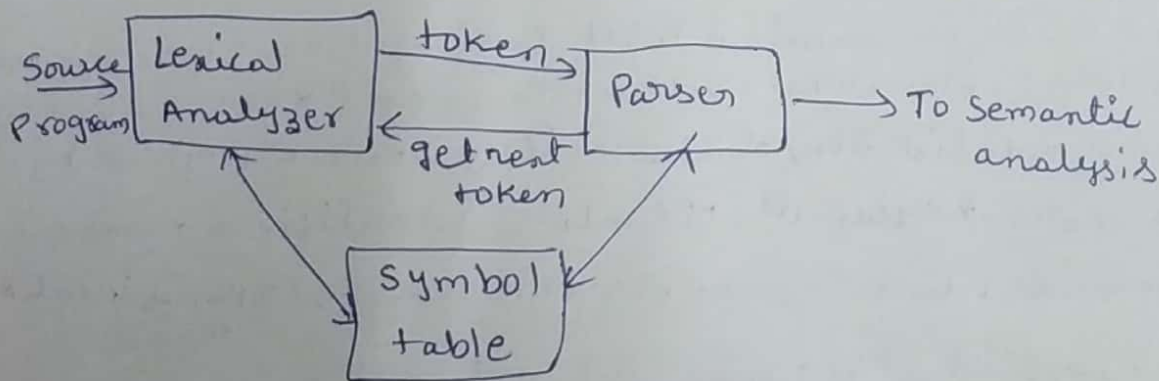 Source
Program
Lexical
Analyzer
token
get next
token
Parser
To semantic
analysis
Symbol
table